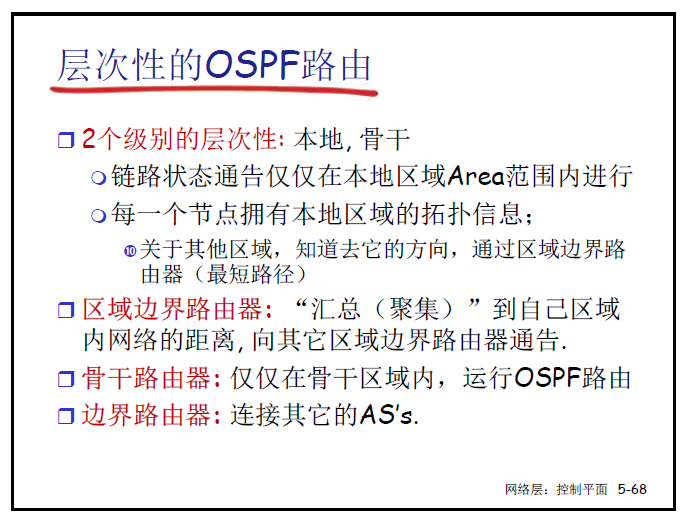 层次性的OSPF路由
2个级别的层次性: 本地, 骨干
链路状态通告仅仅在本地区域Area范围内进行
每一个节点拥有本地区域的拓扑信息；
关于其他区域，知道去它的方向，通过区域边界路
由器（最短路径）
区域边界路由器: “汇总（聚集）”到自己区域
内网络的距离, 向其它区域边界路由器通告.
骨干路由器: 仅仅在骨干区域内，运行OSPF路由
边界路由器: 连接其它的AS’s.
网络层：控制平面 5-68